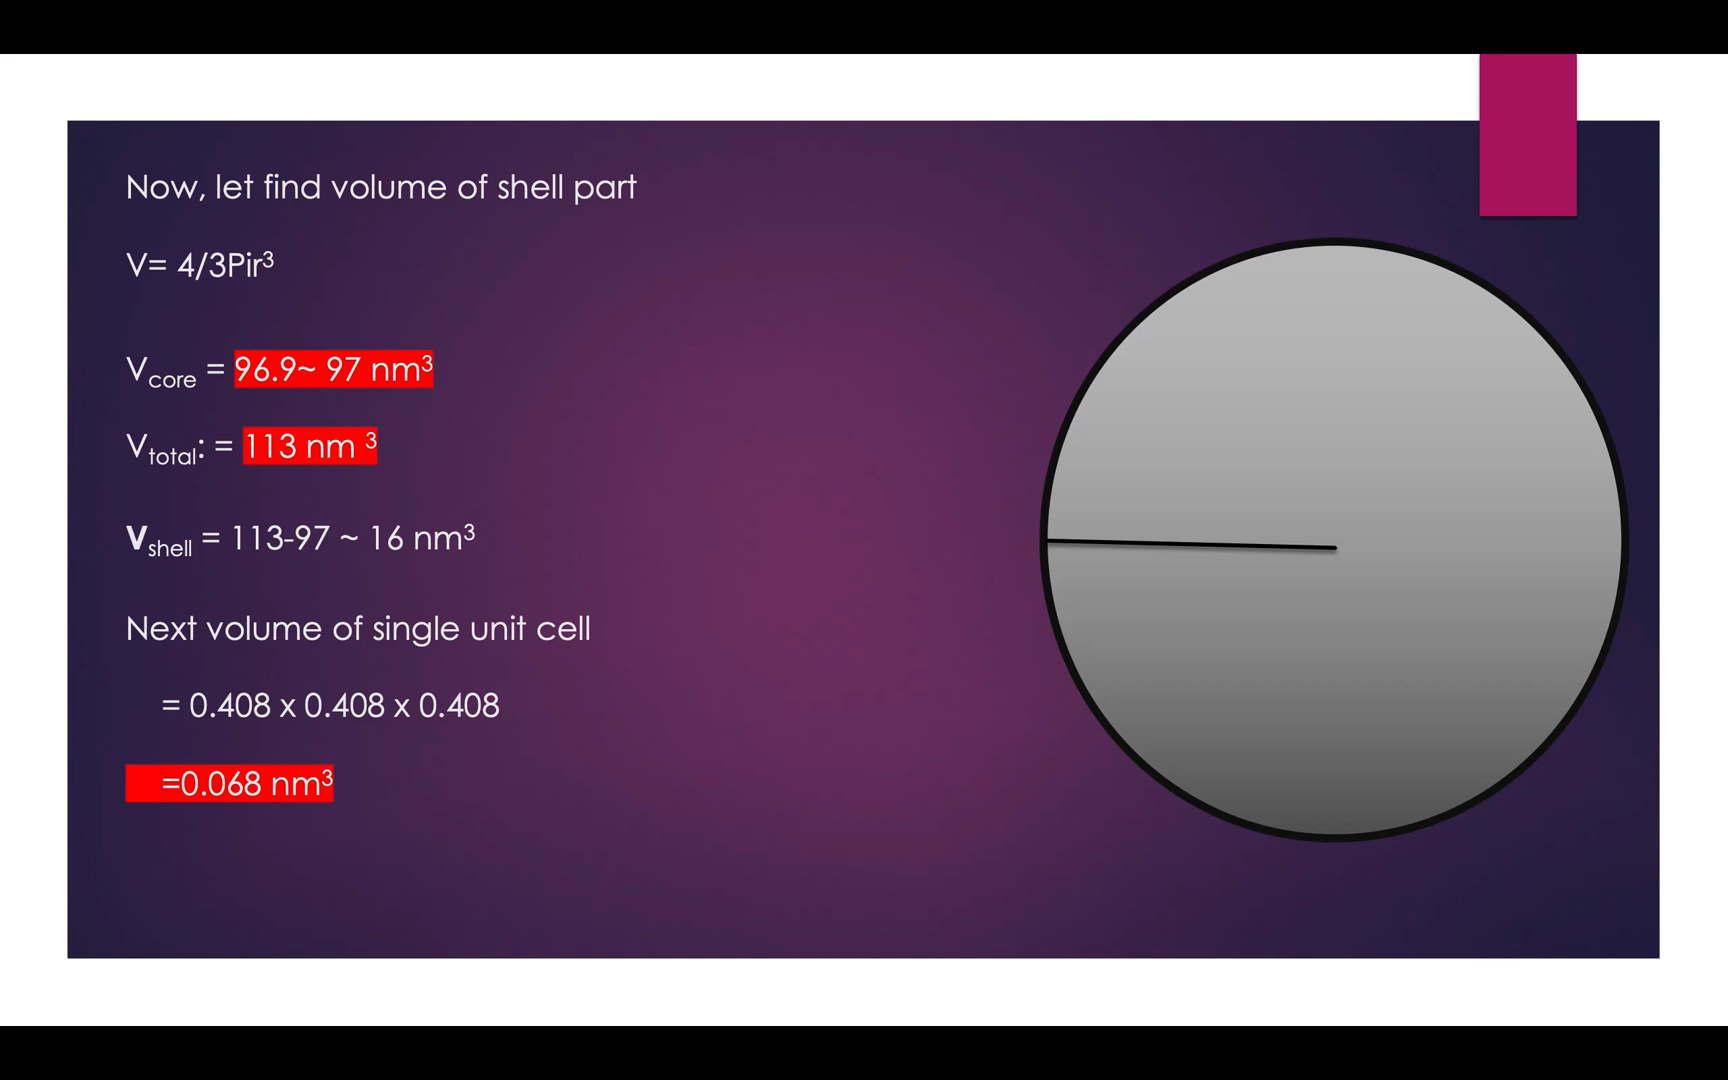 Now, let find volume of shell part
V= 4/3Pir³
Vcore = 96.9~ 97 nm³
Vtotal: = 113 nm ³
Vshell = 113-97 ~ 16 nm³
Next volume of single unit cell
= 0.408 x 0.408 x 0.408
=0.068 nm³